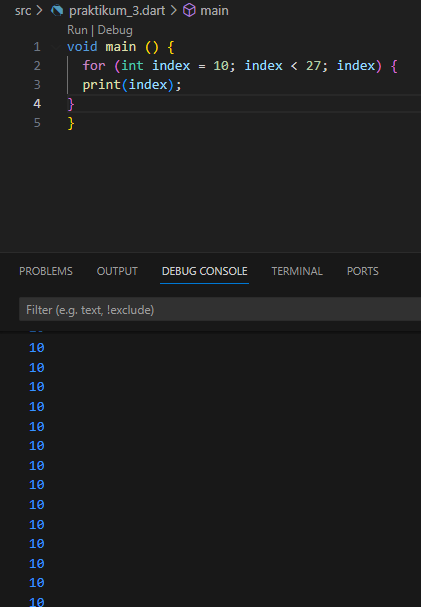 src > praktikum_3.dart > main
Run | Debug
1 void main () {
2 for (int index = 10; index < 27; index) {
3 print(index);
4 }
5 }
PROBLEMS OUTPUT DEBUG CONSOLE TERMINAL PORTS
Filter (e.g. text, !exclude)
10
10
10
10
10
10
10
10
10
10
10
10
10
10